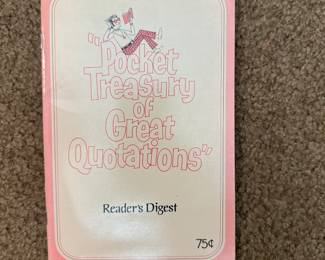 "Pocket
Treasury
of
Great
Quotations"
Reader's Digest
75¢